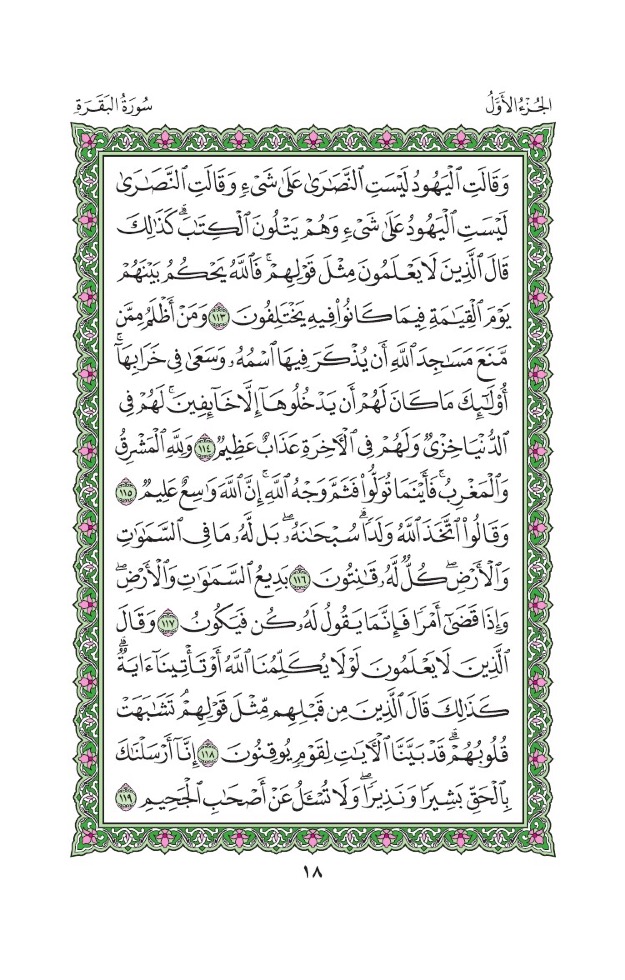 الجُزْءُ الأَوَّلُ
سُورَةُ البَقَرَةِ
وَقَالَتِ ٱلْيَهُودُ لَيْسَتِ ٱلنَّصَٰرَىٰ عَلَىٰ شَىْءٍ وَقَالَتِ ٱلنَّصَٰرَىٰ
لَيْسَتِ ٱلْيَهُودُ عَلَىٰ شَىْءٍ وَهُمْ يَتْلُونَ ٱلْكِتَٰبَۗ كَذَٰلِكَ
قَالَ ٱلَّذِينَ لَا يَعْلَمُونَ مِثْلَ قَوْلِهِمْۚ فَٱللَّهُ يَحْكُمُ بَيْنَهُمْ
يَوْمَ ٱلْقِيَٰمَةِ فِيمَا كَانُوا۟ فِيهِ يَخْتَلِفُونَ ١١٣ وَمَنْ أَظْلَمُ مِمَّن
مَّنَعَ مَسَٰجِدَ ٱللَّهِ أَن يُذْكَرَ فِيهَا ٱسْمُهُۥ وَسَعَىٰ فِى خَرَابِهَآۚ
أُو۟لَٰٓئِكَ مَا كَانَ لَهُمْ أَن يَدْخُلُوهَآ إِلَّا خَآئِفِينَۚ لَهُمْ فِى
ٱلدُّنْيَا خِزْىٌ وَلَهُمْ فِى ٱلْءَاخِرَةِ عَذَابٌ عَظِيمٌ ١١٤ وَلِلَّهِ ٱلْمَشْرِقُ
وَٱلْمَغْرِبُۚ فَأَيْنَمَا تُوَلُّوا۟ فَثَمَّ وَجْهُ ٱللَّهِۚ إِنَّ ٱللَّهَ وَٰسِعٌ عَلِيمٌ ١١٥
وَقَالُوا۟ ٱتَّخَذَ ٱللَّهُ وَلَدًاۗ سُبْحَٰنَهُۥۖ بَل لَّهُۥ مَا فِى ٱلسَّمَٰوَٰتِ
وَٱلْأَرْضِۖ كُلٌّ لَّهُۥ قَٰنِتُونَ ١١٦ بَدِيعُ ٱلسَّمَٰوَٰتِ وَٱلْأَرْضِۖ
وَإِذَا قَضَىٰٓ أَمْرًا فَإِنَّمَا يَقُولُ لَهُۥ كُن فَيَكُونُ ١١٧ وَقَالَ
ٱلَّذِينَ لَا يَعْلَمُونَ لَوْلَا يُكَلِّمُنَا ٱللَّهُ أَوْ تَأْتِينَآ ءَايَةٌۗ
كَذَٰلِكَ قَالَ ٱلَّذِينَ مِن قَبْلِهِم مِّثْلَ قَوْلِهِمْۘ تَشَٰبَهَتْ
قُلُوبُهُمْۗ قَدْ بَيَّنَّا ٱلْءَايَٰتِ لِقَوْمٍ يُوقِنُونَ ١١٨ إِنَّآ أَرْسَلْنَٰكَ
بِٱلْحَقِّ بَشِيرًا وَنَذِيرًاۖ وَلَا تُسْـَٔلُ عَنْ أَصْحَٰبِ ٱلْجَحِيمِ ١١٩
١٨